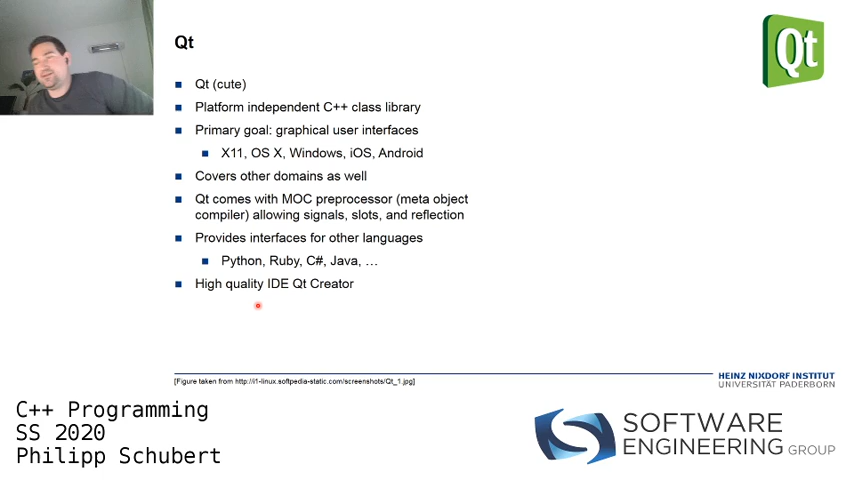 Qt
Qt
Qt (cute)
Platform independent C++ class library
Primary goal: graphical user interfaces
X11, OS X, Windows, iOS, Android
Covers other domains as well
Qt comes with MOC preprocessor (meta object
compiler) allowing signals, slots, and reflection
Provides interfaces for other languages
Python, Ruby, C#, Java, …
High quality IDE Qt Creator
[Figure taken from http://i1-linux.softpedia-static.com/screenshots/Qt_1.jpg]
HEINZ NIXDORF INSTITUT
UNIVERSITÄT PADERBORN
C++ Programming
SS 2020
Philipp Schubert
SOFTWARE
ENGINEERING GROUP